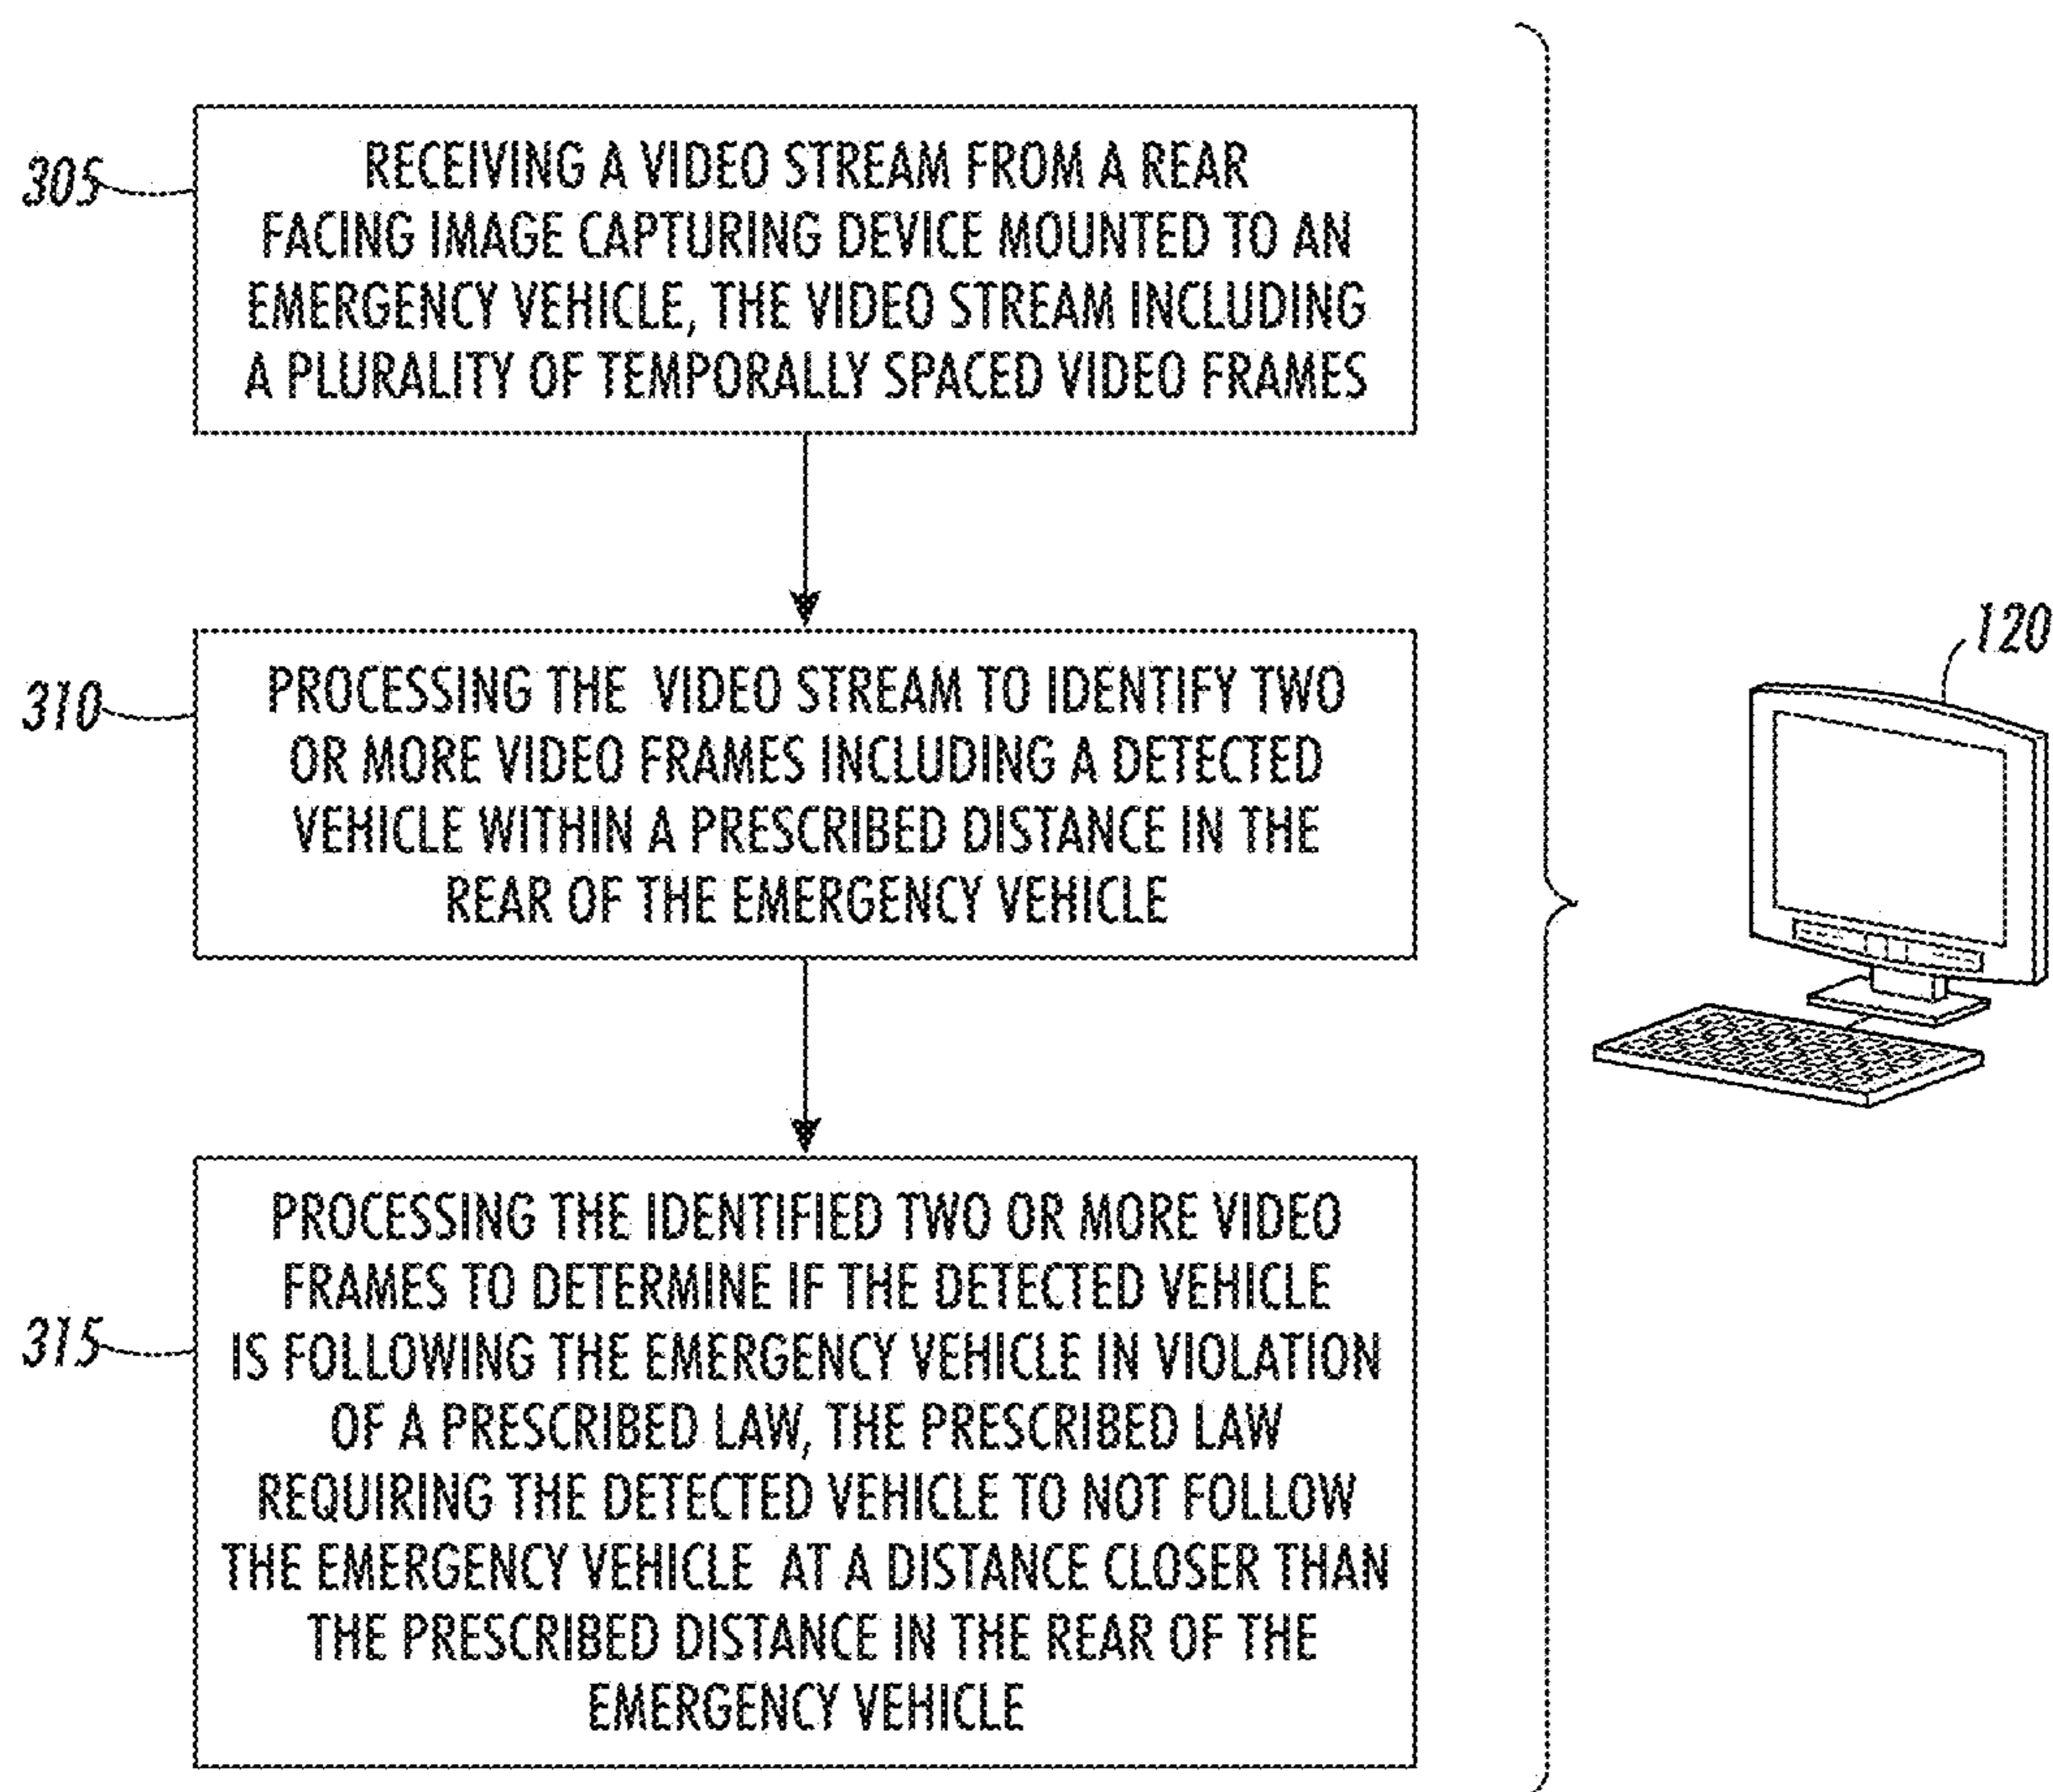 305
RECEIVING A VIDEO STREAM FROM A REAR
FACING IMAGE CAPTURING DEVICE MOUNTED TO AN
EMERGENCY VEHICLE, THE VIDEO STREAM INCLUDING
A PLURALITY OF TEMPORALLY SPACED VIDEO FRAMES
310
PROCESSING THE VIDEO STREAM TO IDENTIFY TWO
OR MORE VIDEO FRAMES INCLUDING A DETECTED
VEHICLE WITHIN A PRESCRIBED DISTANCE IN THE
REAR OF THE EMERGENCY VEHICLE
315
PROCESSING THE IDENTIFIED TWO OR MORE VIDEO
FRAMES TO DETERMINE IF THE DETECTED VEHICLE
IS FOLLOWING THE EMERGENCY VEHICLE IN VIOLATION
OF A PRESCRIBED LAW, THE PRESCRIBED LAW
REQUIRING THE DETECTED VEHICLE TO NOT FOLLOW
THE EMERGENCY VEHICLE AT A DISTANCE CLOSER THAN
THE PRESCRIBED DISTANCE IN THE REAR OF THE
EMERGENCY VEHICLE
120